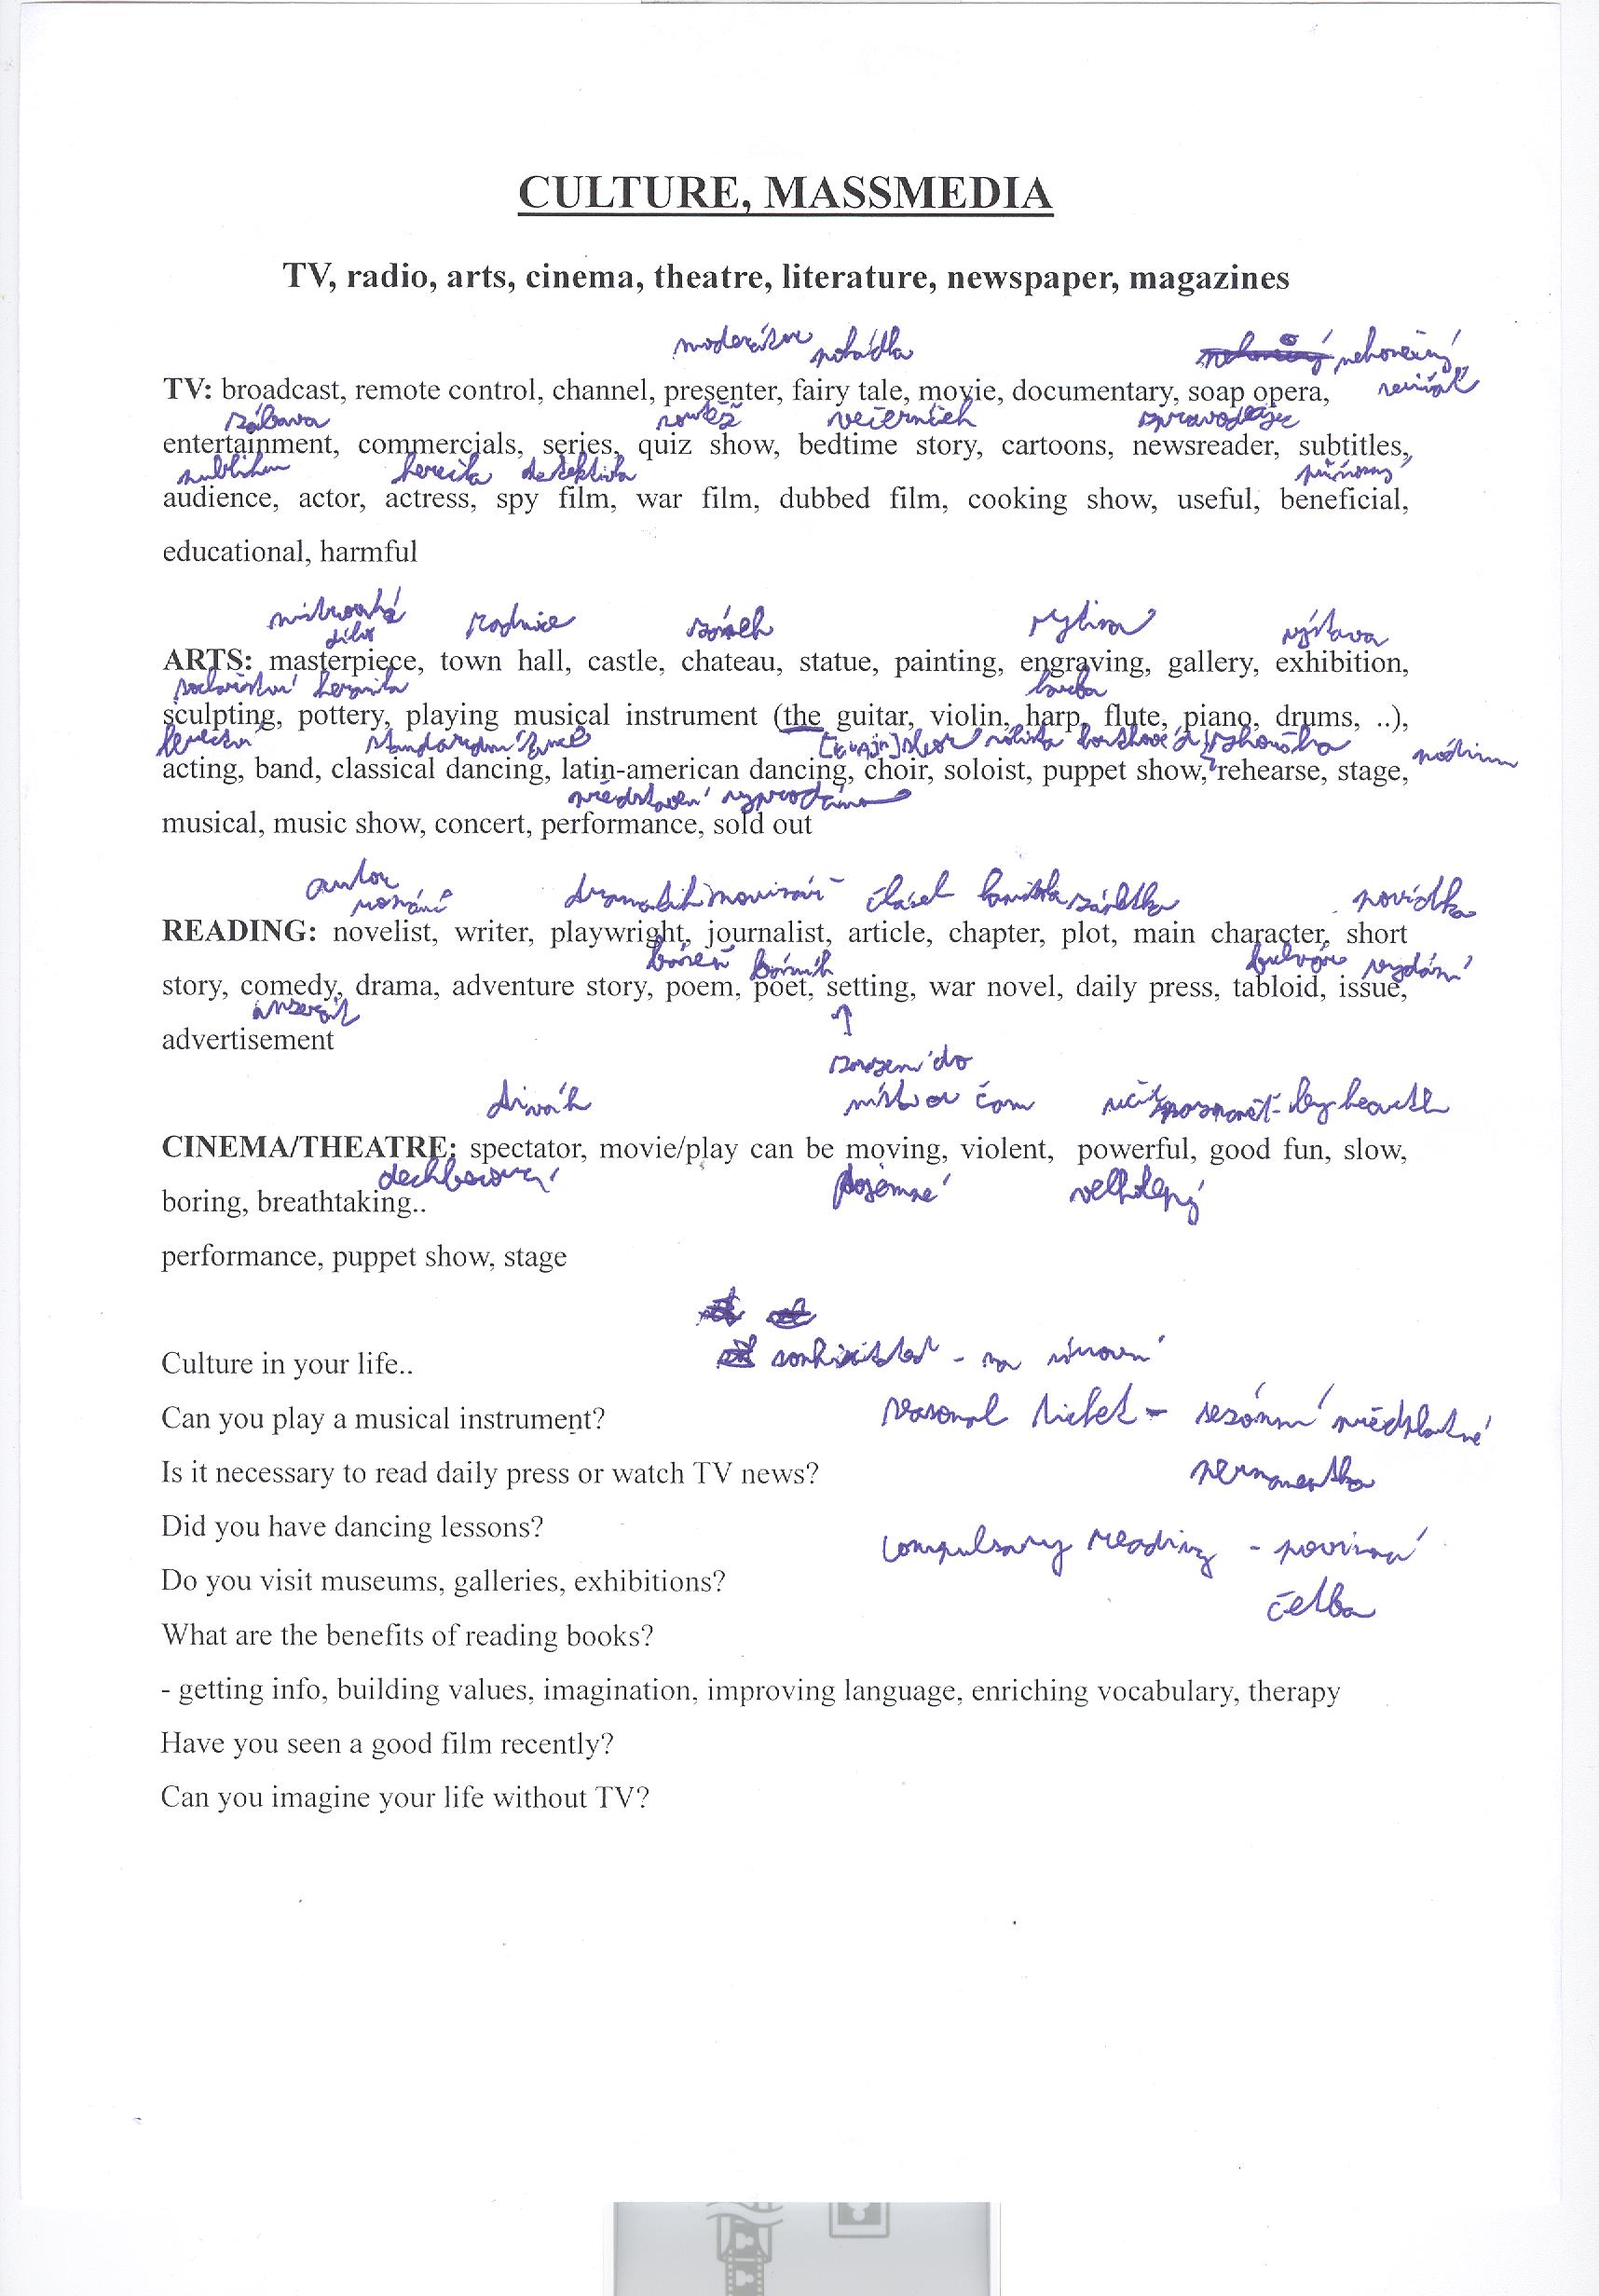 CULTURE, MASSMEDIA
TV, radio, arts, cinema, theatre, literature, newspaper, magazines
moderátor pohádka nekonečný
TV: broadcast, remote control, channel, presenter, fairy tale, movie, documentary, soap opera, seriál
zábava soutěž večerníček zpravodajec
entertainment, commercials, series, quiz show, bedtime story, cartoons, newsreader, subtitles,
publikum herečka detektivka přínosný
audience, actor, actress, spy film, war film, dubbed film, cooking show, useful, beneficial,
educational, harmful
mistrovské radnice zámek rytina výstava
dílo
ARTS: masterpiece, town hall, castle, chateau, statue, painting, engraving, gallery, exhibition,
sochařství keramika harfa
sculpting, pottery, playing musical instrument (the guitar, violin, harp, flute, piano, drums, ..),
herectví standardní tance sbor sólista loutkové d. zkouška pódium
acting, band, classical dancing, latin-american dancing, choir, soloist, puppet show, rehearse, stage,
představení vyprodáno
musical, music show, concert, performance, sold out
autor dramatik novinář článek kapitola zápletka povídka
románů
READING: novelist, writer, playwright, journalist, article, chapter, plot, main character, short
báseň básník bulvár vydání
story, comedy, drama, adventure story, poem, poet, setting, war novel, daily press, tabloid, issue,
inzerát
advertisement
zasazení do
divák místa a času učit zpaměti - by hearth
CINEMA/THEATRE: spectator, movie/play can be moving, violent, powerful, good fun, slow,
dechberoucí dojemné velkolepý
boring, breathtaking..
performance, puppet show, stage
Culture in your life.. - na
Can you play a musical instrument? seasonal ticket - sezónní předplatné
Is it necessary to read daily press or watch TV news? permanentka
Did you have dancing lessons? compulsary reading - povinná
Do you visit museums, galleries, exhibitions? četba
What are the benefits of reading books?
- getting info, building values, imagination, improving language, enriching vocabulary, therapy
Have you seen a good film recently?
Can you imagine your life without TV?